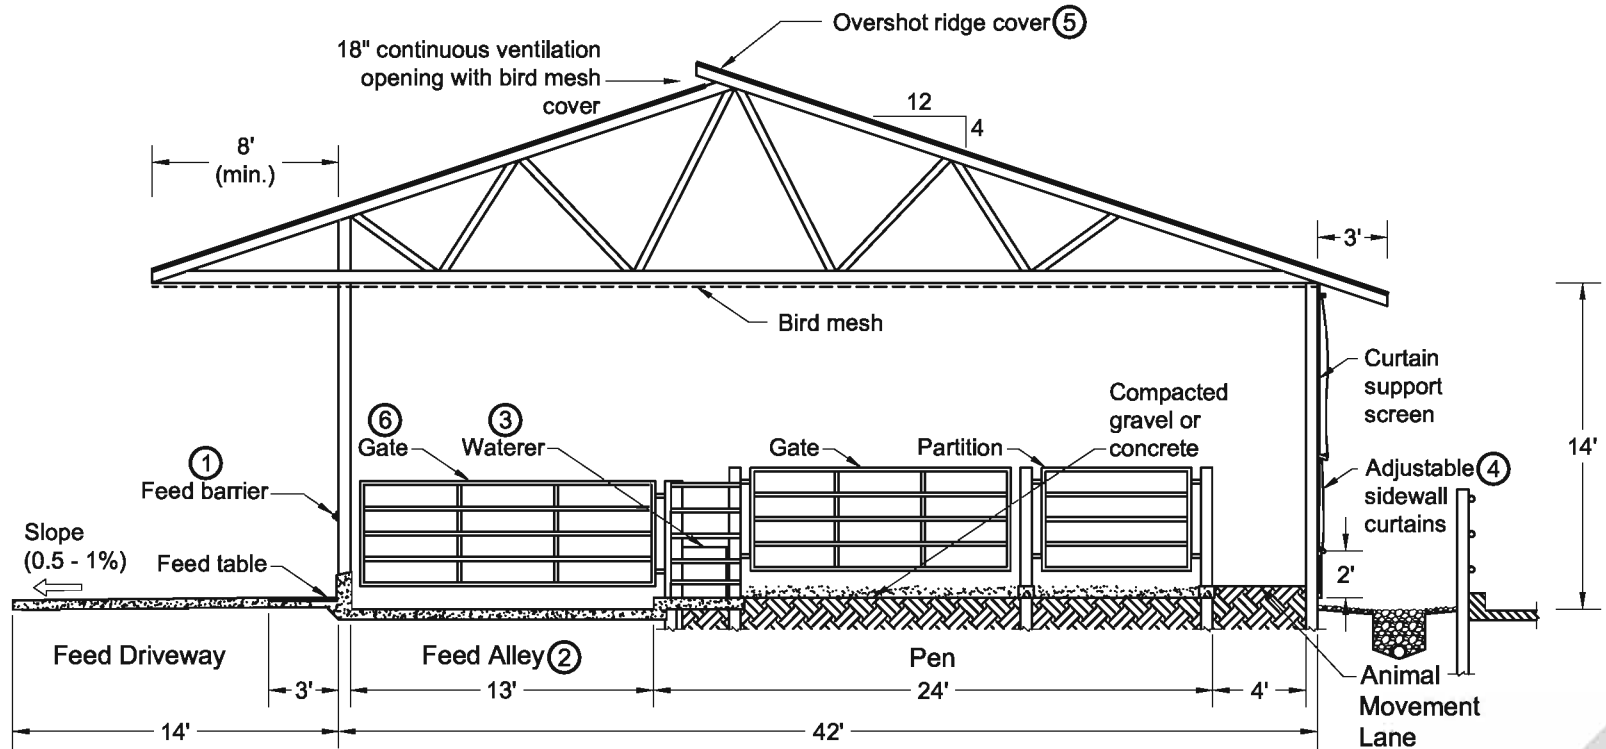 Overshot ridge cover 5
18" continuous ventilation
opening with bird mesh
cover
12
4
8'
(min.)
3'
Bird mesh
Curtain
support
screen
14'
Compacted
gravel or
concrete
6
Gate
3
Waterer
Gate
Partition
1
Feed barrier
Adjustable 4
sidewall
curtains
Slope
(0.5 - 1%)
Feed table
2'
Feed Driveway
Feed Alley 2
Pen
Animal
Movement
Lane
3'
13'
24'
4'
14'
42'